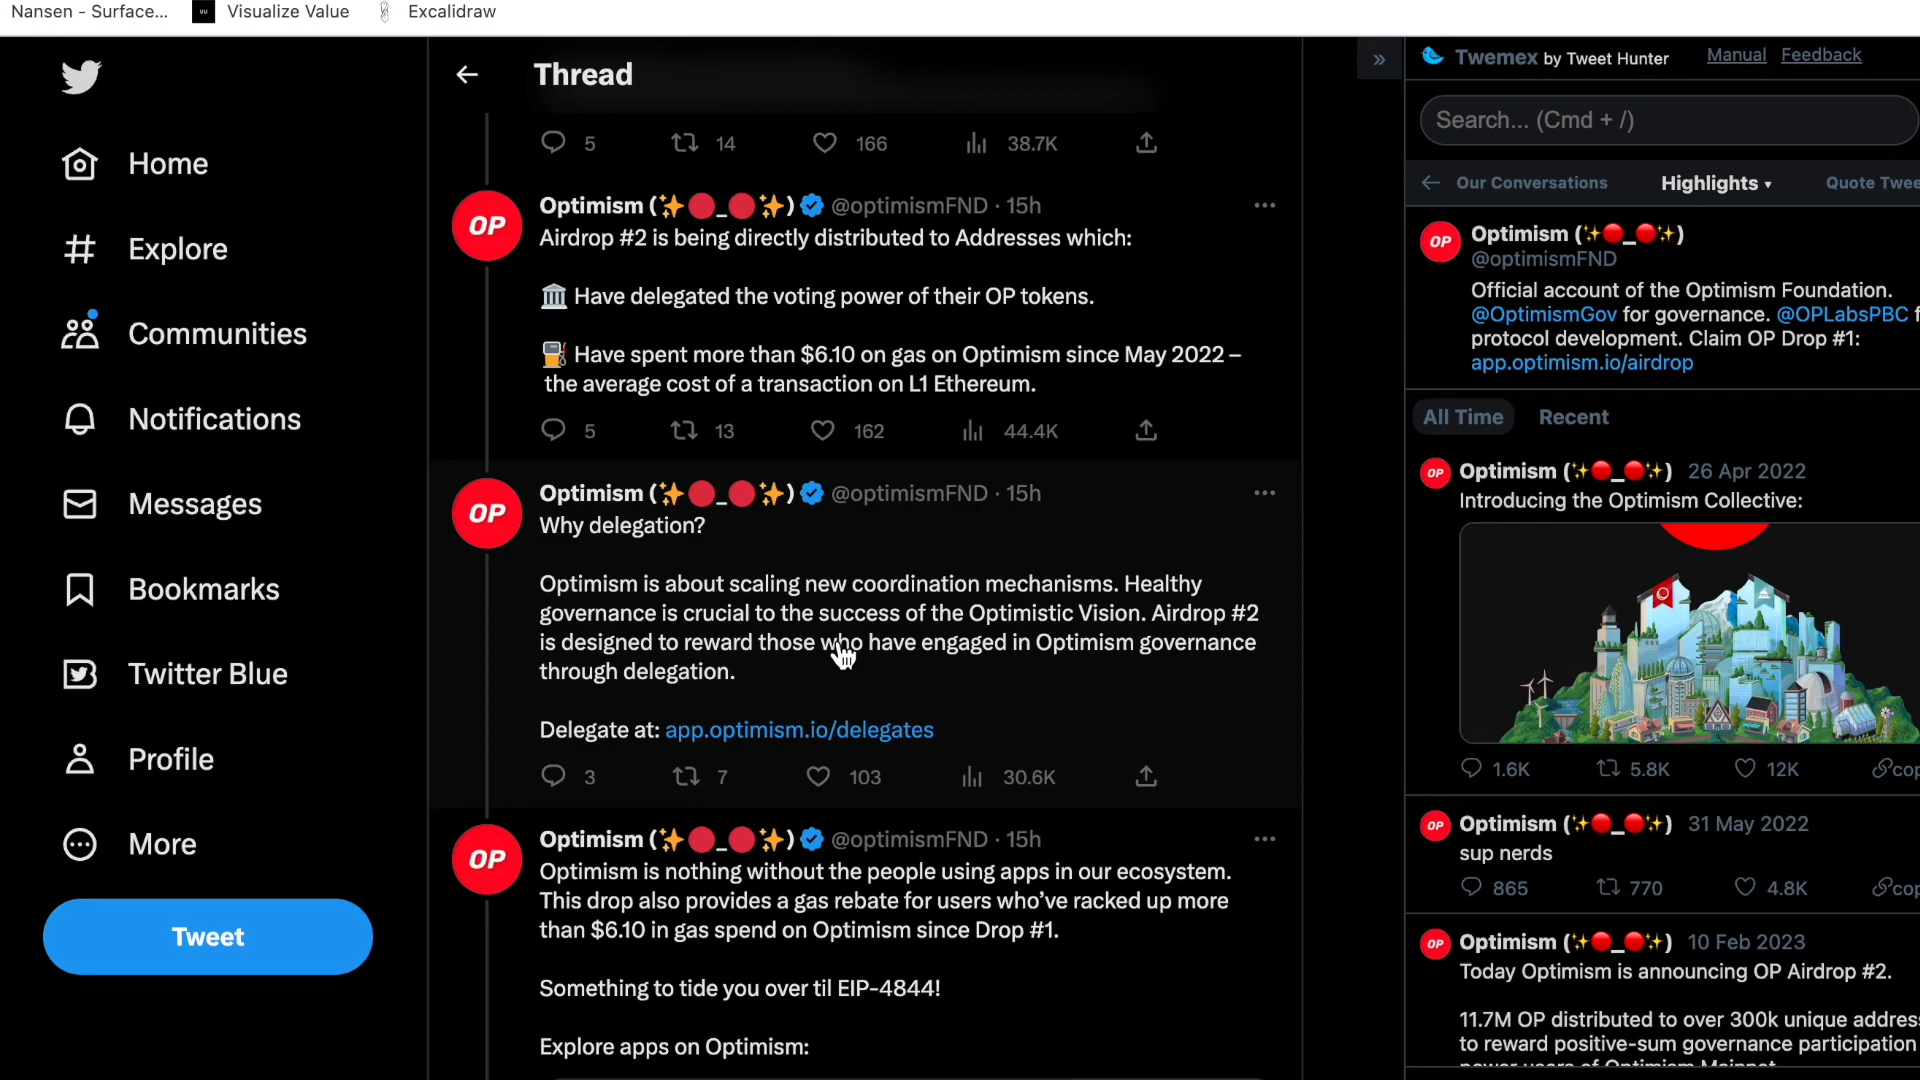 Nansen - Surface... Visualize Value Excalidraw
Home
Explore
Communities
Notifications
Messages
Bookmarks
Twitter Blue
Profile
More
Tweet
Thread
5 14 166 38.7K
OP Optimism (✨🔴_🔴✨) @optimismFND · 15h
Airdrop #2 is being directly distributed to Addresses which:
🏛 Have delegated the voting power of their OP tokens.
⛽ Have spent more than $6.10 on gas on Optimism since May 2022 –
the average cost of a transaction on L1 Ethereum.
5 13 162 44.4K
OP Optimism (✨🔴_🔴✨) @optimismFND · 15h
Why delegation?
Optimism is about scaling new coordination mechanisms. Healthy
governance is crucial to the success of the Optimistic Vision. Airdrop #2
is designed to reward those who have engaged in Optimism governance
through delegation.
Delegate at: app.optimism.io/delegates
3 7 103 30.6K
OP Optimism (✨🔴_🔴✨) @optimismFND · 15h
Optimism is nothing without the people using apps in our ecosystem.
This drop also provides a gas rebate for users who’ve racked up more
than $6.10 in gas spend on Optimism since Drop #1.
Something to tide you over til EIP-4844!
Explore apps on Optimism:
» Twemex by Tweet Hunter Manual Feedback
Search... (Cmd + /)
Our Conversations Highlights ▾ Quote Twee
OP Optimism (✨🔴_🔴✨)
@optimismFND
Official account of the Optimism Foundation.
@OptimismGov for governance. @OPLabsPBC f
protocol development. Claim OP Drop #1:
app.optimism.io/airdrop
All Time Recent
OP Optimism (✨🔴_🔴✨) 26 Apr 2022
Introducing the Optimism Collective:
1.6K 5.8K 12K cop
OP Optimism (✨🔴_🔴✨) 31 May 2022
sup nerds
865 770 4.8K cop
OP Optimism (✨🔴_🔴✨) 10 Feb 2023
Today Optimism is announcing OP Airdrop #2.
11.7M OP distributed to over 300k unique address
to reward positive-sum governance participation
power users of Optimism Mainnet